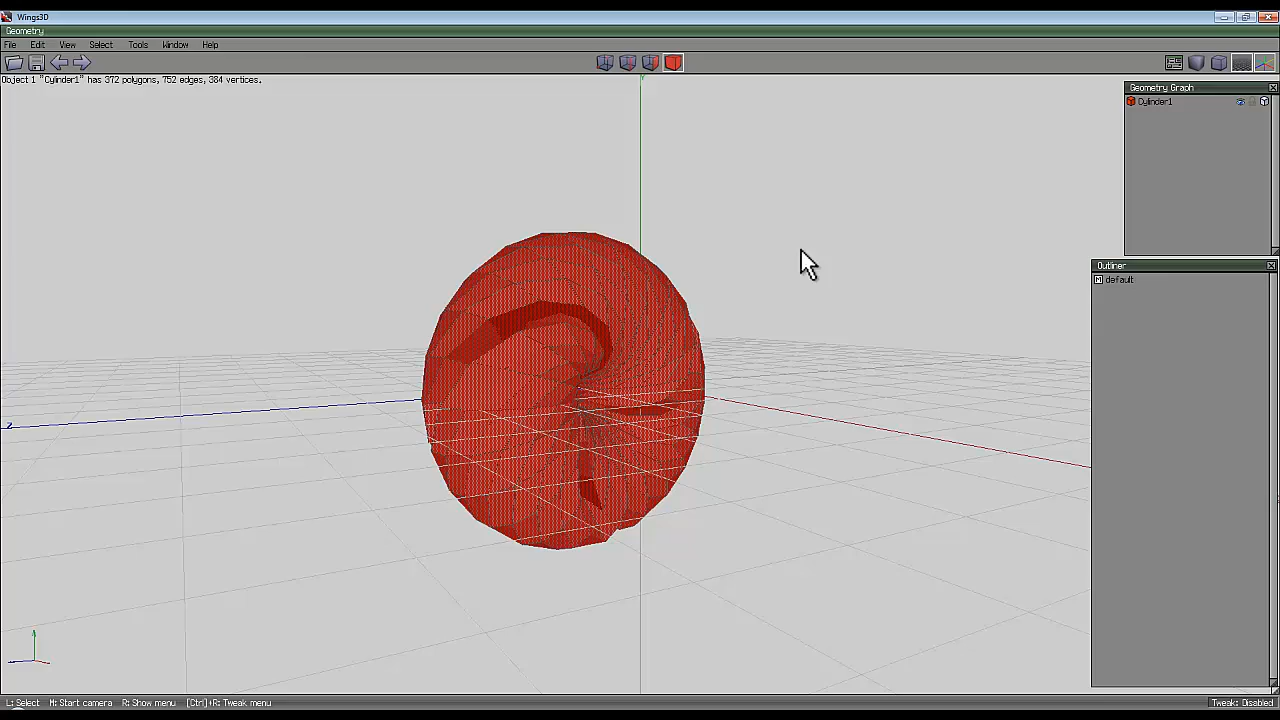 Wings3D
Geometry
File Edit View Select Tools Window Help
Object 1 "Cylinder1" has 372 polygons, 752 edges, 384 vertices.
Y
Geometry Graph
Cylinder1
Outliner
M default
Z
L: Select M: Start camera R: Show menu [Ctrl]+R: Tweak menu
Tweak: Disabled